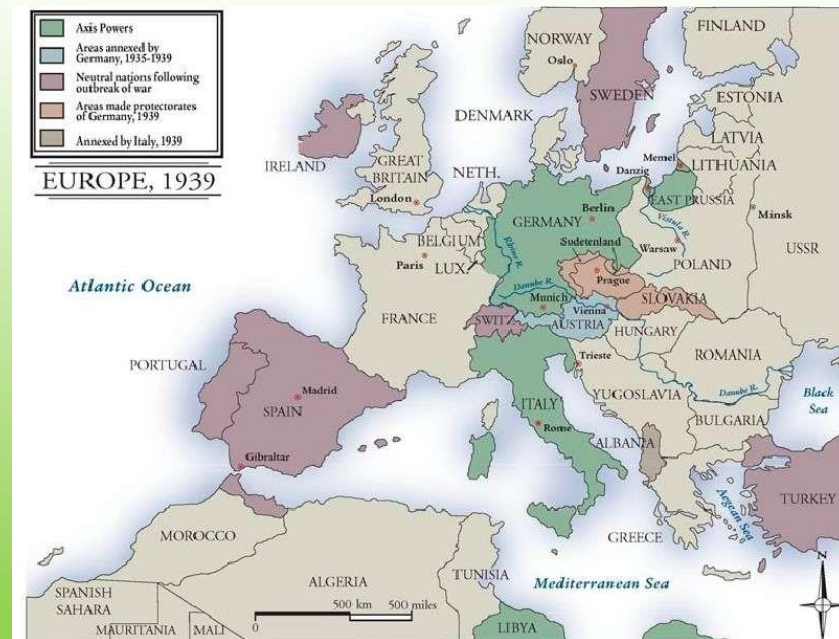 Axis Powers
Areas annexed by
Germany, 1935-1939
Neutral nations following
outbreak of war
Areas made protectorates
of Germany, 1939
Annexed by Italy, 1939
EUROPE, 1939
NORWAY
Oslo
FINLAND
SWEDEN
ESTONIA
LATVIA
DENMARK
Memel
LITHUANIA
IRELAND
GREAT
BRITAIN
NETH.
Danzig
EAST PRUSSIA
London
Berlin
Minsk
GERMANY
Vistula R.
USSR
BELGIUM
Rhine R.
Sudetenland
Warsaw
Paris
LUX.
Prague
POLAND
Atlantic Ocean
Danube R.
Munich
Vienna
SLOVAKIA
FRANCE
SWITZ.
AUSTRIA
HUNGARY
PORTUGAL
Trieste
ROMANIA
Madrid
ITALY
YUGOSLAVIA
Danube R.
Black
Sea
SPAIN
Rome
BULGARIA
Gibraltar
ALBANIA
TURKEY
Aegean Sea
MOROCCO
GREECE
N
ALGERIA
TUNISIA
Mediterranean Sea
SPANISH
SAHARA
500 km
500 miles
0
MAURITANIA
MALI
LIBYA